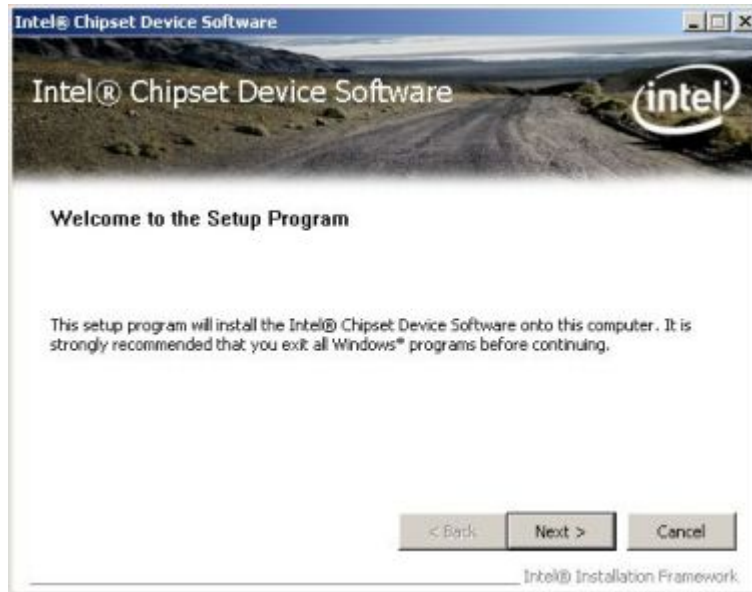 Intel® Chipset Device Software
Intel® Chipset Device Software
intel
Welcome to the Setup Program
This setup program will install the Intel® Chipset Device Software onto this computer. It is
strongly recommended that you exit all Windows* programs before continuing.
< Back Next > Cancel
Intel® Installation Framework